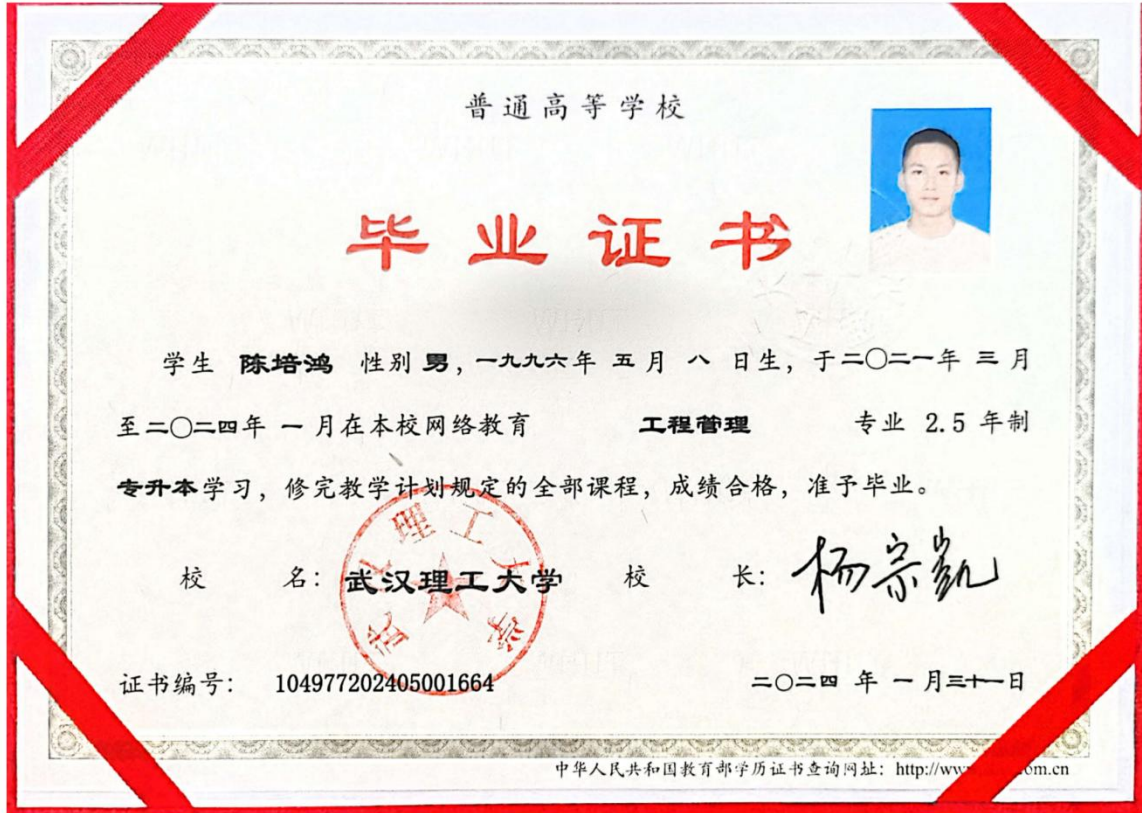 普通高等学校
毕业证书
学生 陈培鸿 性别 男，一九九六年 五 月 八 日生，于二〇二一年 三 月
至二〇二四年 一 月在本校网络教育 工程管理 专业 2.5 年制
专升本学习，修完教学计划规定的全部课程，成绩合格，准予毕业。
校 名：武汉理工大学 校 长：杨宗凯
武汉理工大学
证书编号： 104977202405001664 二〇二四 年 一 月三十一日
中华人民共和国教育部学历证书查询网址：http://ww om.cn